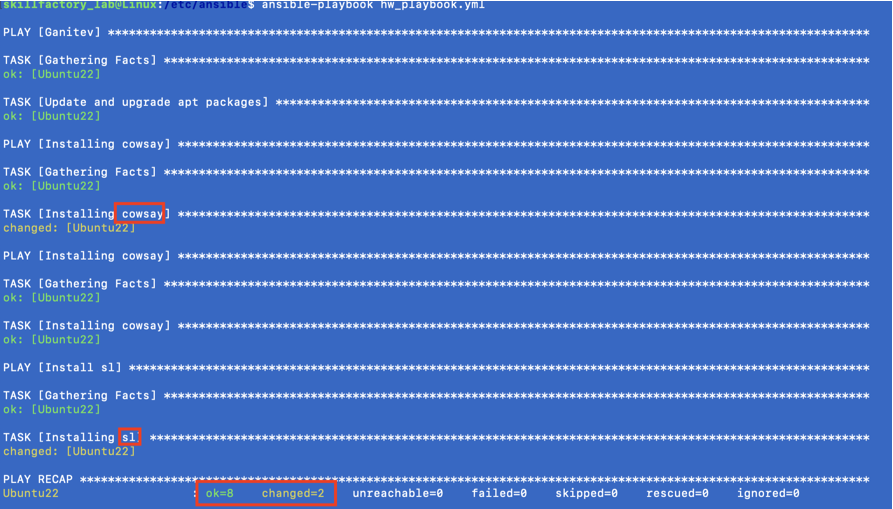 skillfactory_lab@Linux:/etc/ansible$ ansible-playbook hw_playbook.yml
PLAY [Ganitev] *************************************************************************************************************
TASK [Gathering Facts] *****************************************************************************************************
ok: [Ubuntu22]
TASK [Update and upgrade apt packages] *************************************************************************************
ok: [Ubuntu22]
PLAY [Installing cowsay] ***************************************************************************************************
TASK [Gathering Facts] *****************************************************************************************************
ok: [Ubuntu22]
TASK [Installing cowsay] ***************************************************************************************************
changed: [Ubuntu22]
PLAY [Installing cowsay] ***************************************************************************************************
TASK [Gathering Facts] *****************************************************************************************************
ok: [Ubuntu22]
TASK [Installing cowsay] ***************************************************************************************************
ok: [Ubuntu22]
PLAY [Install sl] **********************************************************************************************************
TASK [Gathering Facts] *****************************************************************************************************
ok: [Ubuntu22]
TASK [Installing sl] *******************************************************************************************************
changed: [Ubuntu22]
PLAY RECAP *****************************************************************************************************************
Ubuntu22                   : ok=8    changed=2    unreachable=0    failed=0    skipped=0    rescued=0    ignored=0